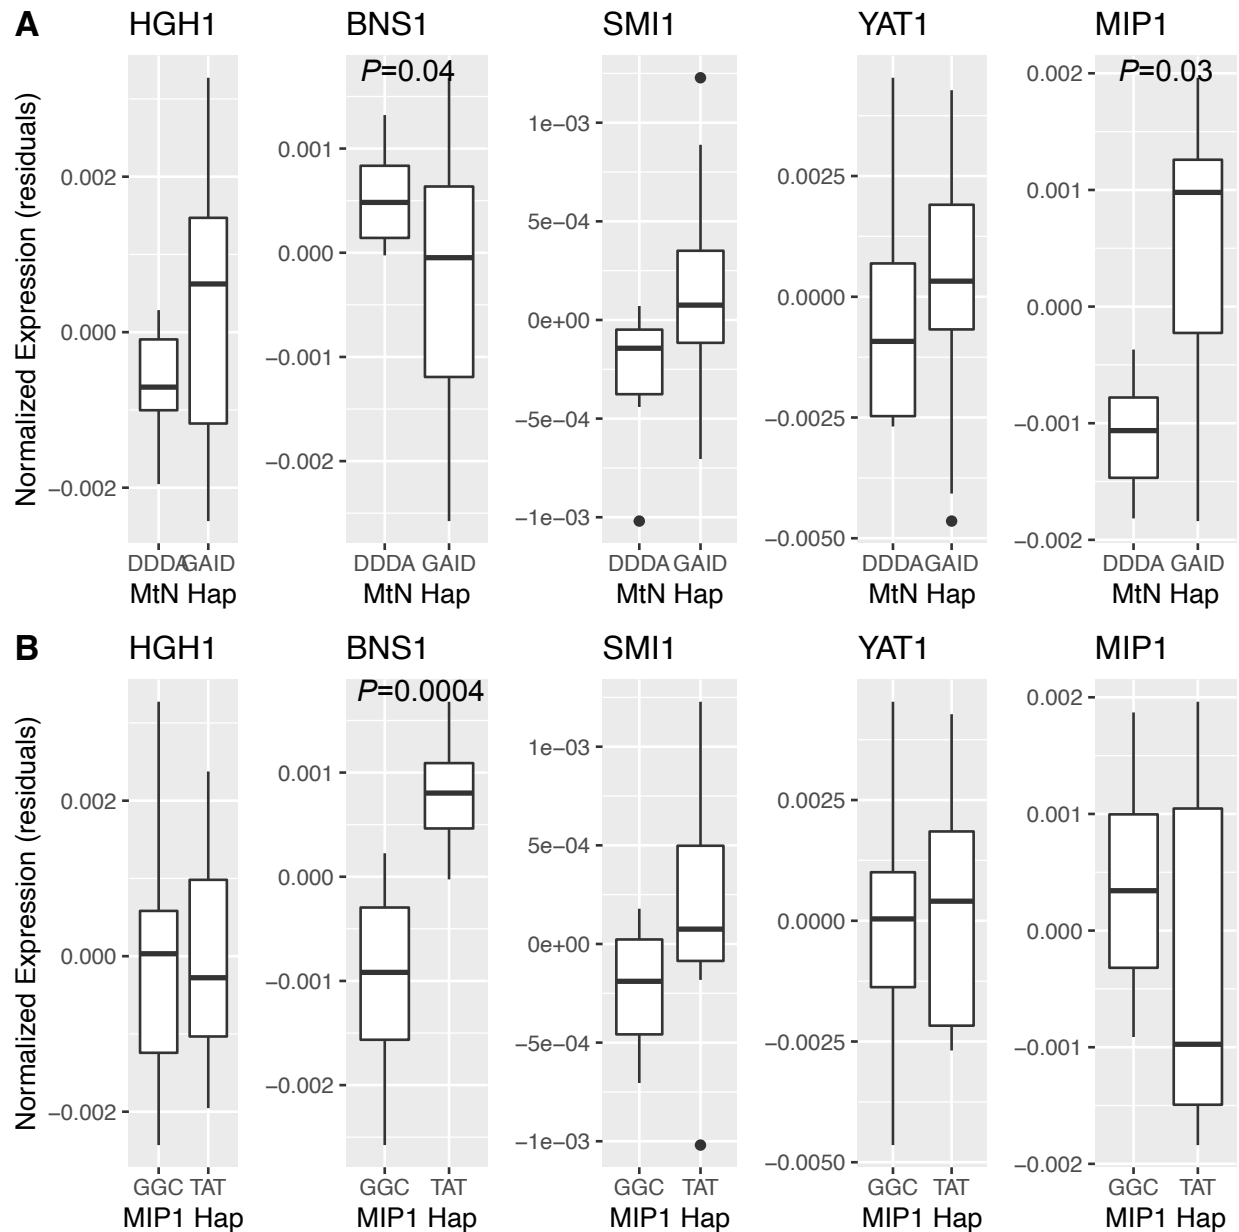 A
HGH1
BNS1
SMI1
YAT1
MIP1
Normalized Expression (residuals)
0.002
0.000
−0.002
DDDA GAID
MtN Hap
P=0.04
0.001
0.000
−0.001
−0.002
DDDA GAID
MtN Hap
1e−03
5e−04
0e+00
−5e−04
−1e−03
DDDA GAID
MtN Hap
0.0025
0.0000
−0.0025
−0.0050
DDDA GAID
MtN Hap
P=0.03
0.002
0.001
0.000
−0.001
−0.002
DDDA GAID
MtN Hap
B
HGH1
BNS1
SMI1
YAT1
MIP1
Normalized Expression (residuals)
0.002
0.000
−0.002
GGC TAT
MIP1 Hap
P=0.0004
0.001
0.000
−0.001
−0.002
GGC TAT
MIP1 Hap
1e−03
5e−04
0e+00
−5e−04
−1e−03
GGC TAT
MIP1 Hap
0.0025
0.0000
−0.0025
−0.0050
GGC TAT
MIP1 Hap
0.002
0.001
0.000
−0.001
−0.002
GGC TAT
MIP1 Hap